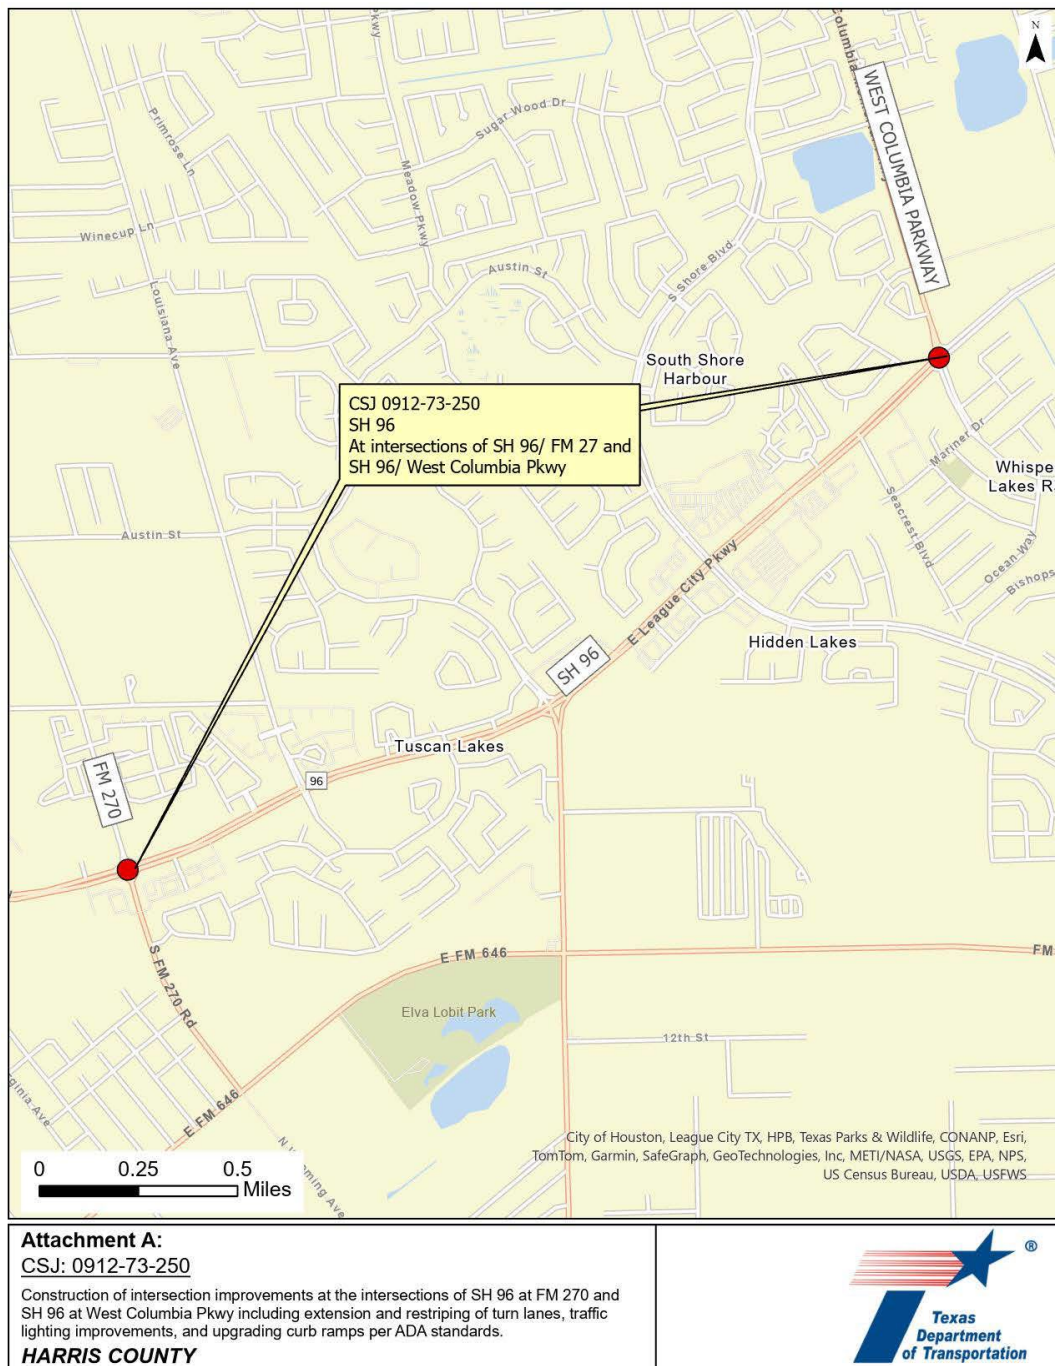 Pkwy
N
WEST COLUMBIA PARKWAY
Primrose Ln
Sugar Wood Dr
Meadow Pkwy
Winecup Ln
Louisiana Ave
Austin St
S Shore Blvd
South Shore
Harbour
CSJ 0912-73-250
SH 96
At intersections of SH 96/ FM 27 and
SH 96/ West Columbia Pkwy
Mariner Dr
Whispe
Lakes R
Seacrest Blvd
Ocean Way
Bishops
Austin St
E League City Pkwy
Hidden Lakes
SH 96
Tuscan Lakes
96
FM 270
S FM 270 Rd
E FM 646
FM
Elva Lobit Park
12th St
rginia Ave
E FM 646
City of Houston, League City TX, HPB, Texas Parks & Wildlife, CONANP, Esri,
TomTom, Garmin, SafeGraph, GeoTechnologies, Inc, METI/NASA, USGS, EPA, NPS,
US Census Bureau, USDA, USFWS
0 0.25 0.5
Miles
Attachment A:
CSJ: 0912-73-250
Construction of intersection improvements at the intersections of SH 96 at FM 270 and
SH 96 at West Columbia Pkwy including extension and restriping of turn lanes, traffic
lighting improvements, and upgrading curb ramps per ADA standards.
HARRIS COUNTY
®
Texas
Department
of Transportation